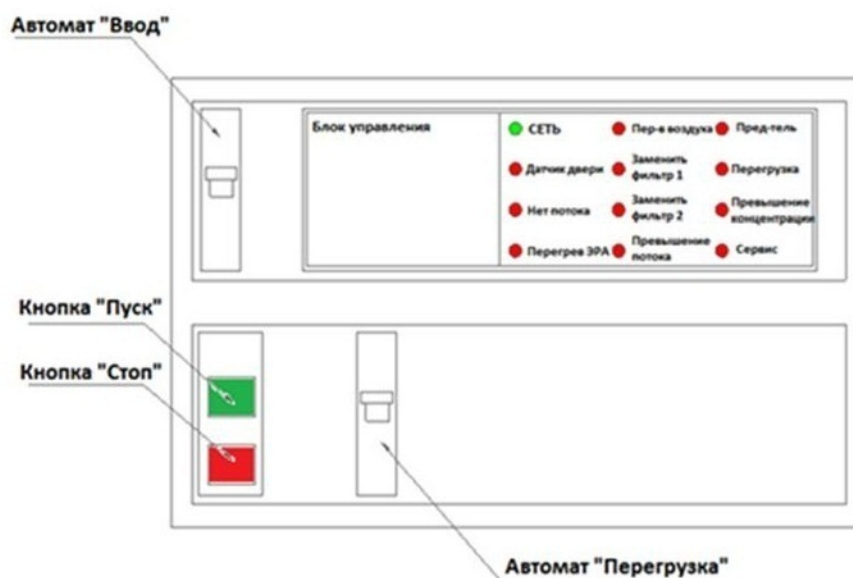 Автомат "Ввод"
Блок управления
СЕТЬ
Пер-в воздуха
Пред-тель
Датчик двери
Заменить
фильтр 1
Перегрузка
Нет потока
Заменить
фильтр 2
Превышение
концентрации
Перегрев ЭРА
Превышение
потока
Сервис
Кнопка "Пуск"
Кнопка "Стоп"
Автомат "Перегрузка"